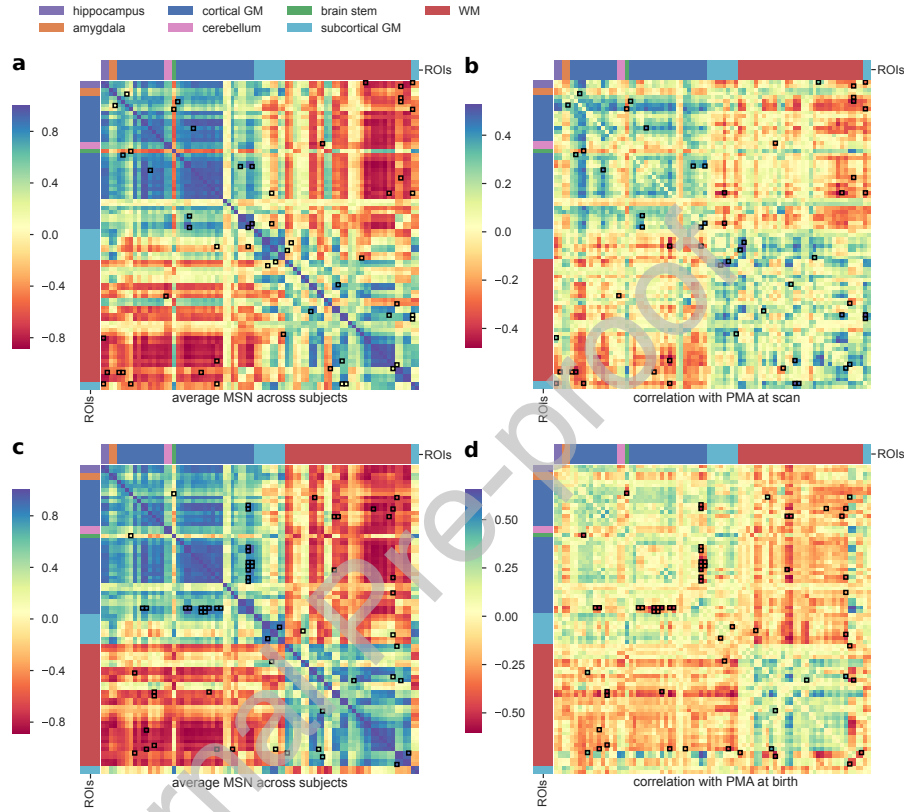 hippocampus cortical GM brain stem WM
amygdala cerebellum subcortical GM
a
ROIs
0.8
0.4
0.0
−0.4
−0.8
ROIs
average MSN across subjects
b
ROIs
0.4
0.2
0.0
−0.2
−0.4
ROIs
correlation with PMA at scan
c
ROIs
0.8
0.4
0.0
−0.4
−0.8
ROIs
average MSN across subjects
d
ROIs
0.50
0.25
0.00
−0.25
−0.50
ROIs
correlation with PMA at birth
Pre-proof